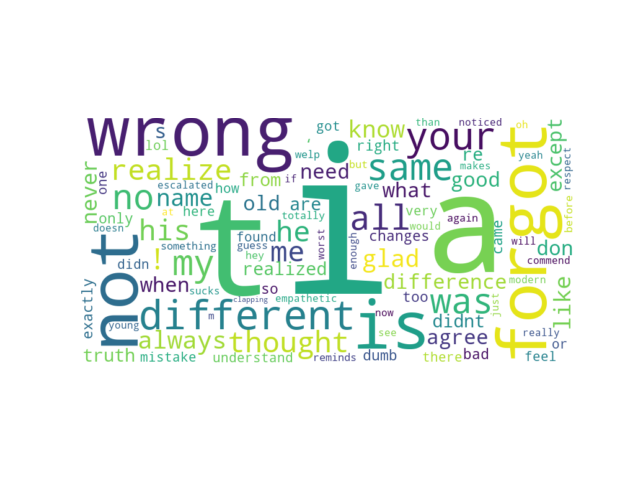 wrong
s
lol
,
got
know
than
noticed
oh
your
yeah
right
re
welp
but
makes
same
never
one
realize
escalated
how
from
if
need
gave
what
good
except
respect
before
forgot
no
name
here
old are
totally
worst
enough
all
very
would
again
a
came
only
at
his
found
he
changes
doesn
something
guess
me
hey
glad
will
don
commend
didn
!
my
t
i
realized
difference
modern
not
when
sucks
so
empathetic
too
was
just
like
exactly
young
different
m
clapping
now
is
didnt
really
or
always
thought
see
agree
truth
mistake
understand
reminds
dumb
there
bad
feel